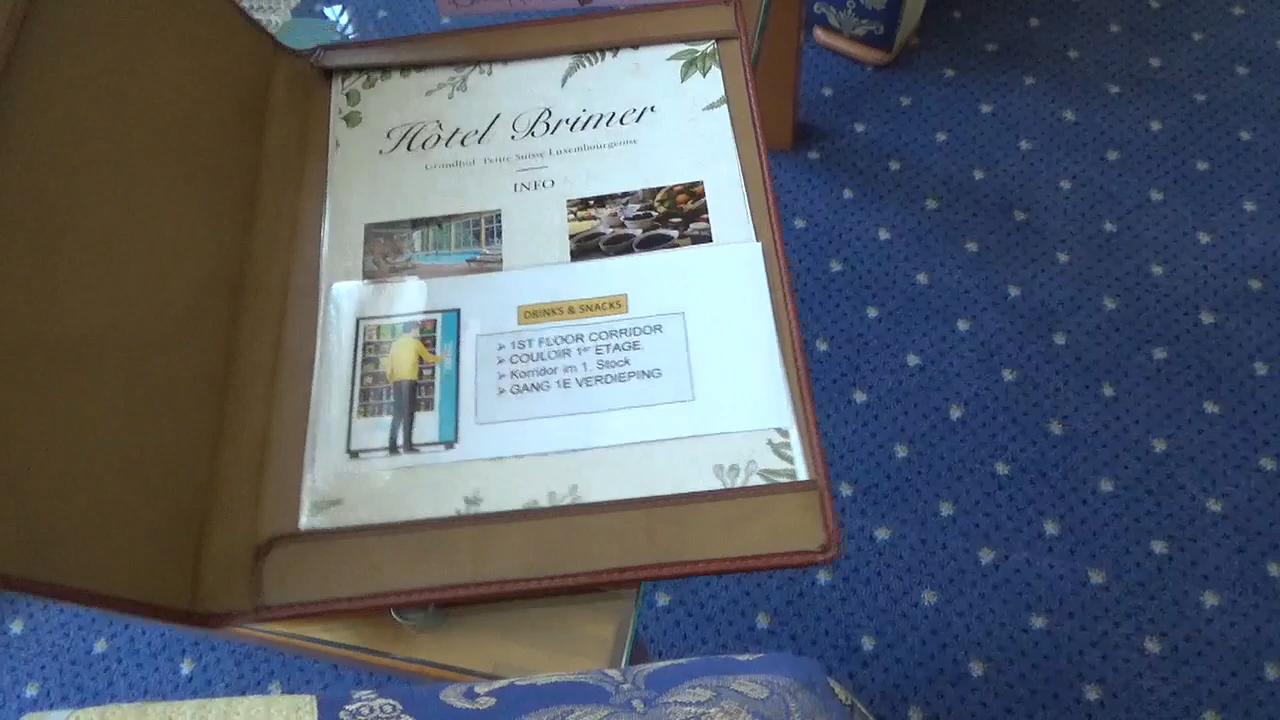 Hôtel Brimer
Grundhof Petite Suisse Luxembourgeoise
INFO
DRINKS & SNACKS
➢ 1ST FLOOR CORRIDOR
➢ COULOIR 1er ETAGE
➢ Korridor im 1. Stock
➢ GANG 1E VERDIEPING